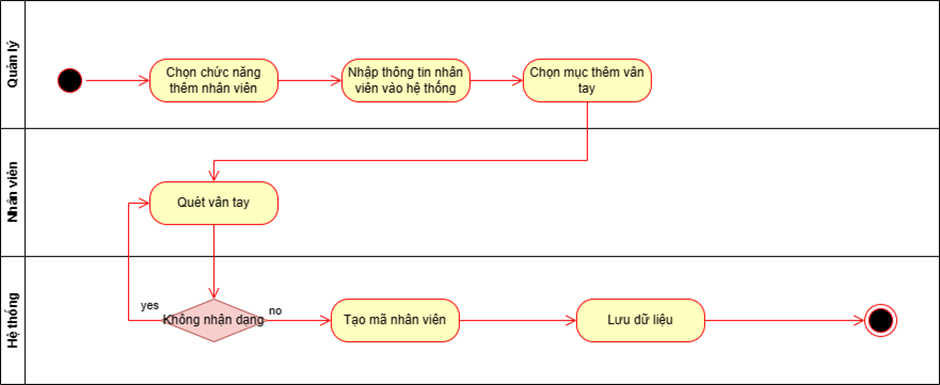 Quản lý
Chọn chức năng
thêm nhân viên
Nhập thông tin nhân
viên vào hệ thống
Chọn mục thêm vân
tay
Nhân viên
Quét vân tay
Hệ thống
yes
Không nhận dạng
no
Tạo mã nhân viên
Lưu dữ liệu